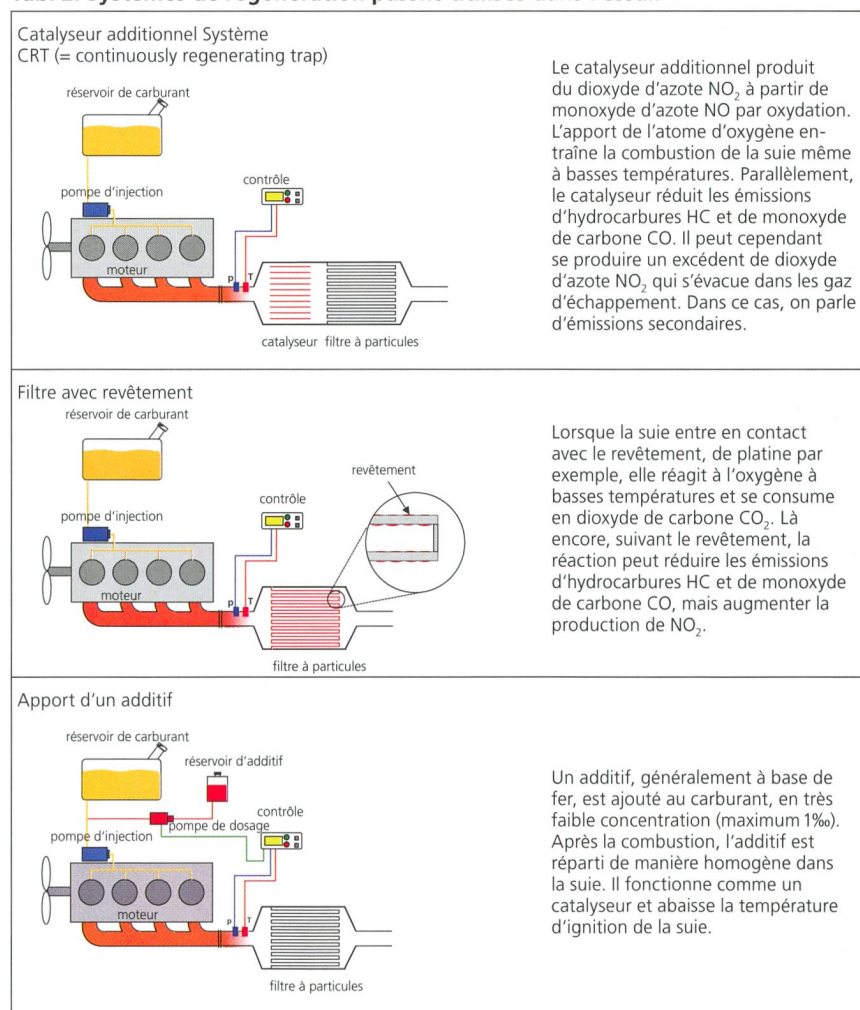 Catalyseur additionnel Système
CRT (= continuously regenerating trap)
réservoir de carburant
pompe d'injection
contrôle
moteur
p T
catalyseur filtre à particules
Le catalyseur additionnel produit
du dioxyde d'azote NO₂ à partir de
monoxyde d'azote NO par oxydation.
L'apport de l'atome d'oxygène en-
traîne la combustion de la suie même
à basses températures. Parallèlement,
le catalyseur réduit les émissions
d'hydrocarbures HC et de monoxyde
de carbone CO. Il peut cependant
se produire un excédent de dioxyde
d'azote NO₂ qui s'évacue dans les gaz
d'échappement. Dans ce cas, on parle
d'émissions secondaires.
Filtre avec revêtement
réservoir de carburant
revêtement
contrôle
pompe d'injection
moteur
p T
filtre à particules
Lorsque la suie entre en contact
avec le revêtement, de platine par
exemple, elle réagit à l'oxygène à
basses températures et se consume
en dioxyde de carbone CO₂. Là
encore, suivant le revêtement, la
réaction peut réduire les émissions
d'hydrocarbures HC et de monoxyde
de carbone CO, mais augmenter la
production de NO₂.
Apport d'un additif
réservoir de carburant
réservoir d'additif
contrôle
pompe de dosage
pompe d'injection
moteur
p T
filtre à particules
Un additif, généralement à base de
fer, est ajouté au carburant, en très
faible concentration (maximum 1‰).
Après la combustion, l'additif est
réparti de manière homogène dans
la suie. Il fonctionne comme un
catalyseur et abaisse la température
d'ignition de la suie.